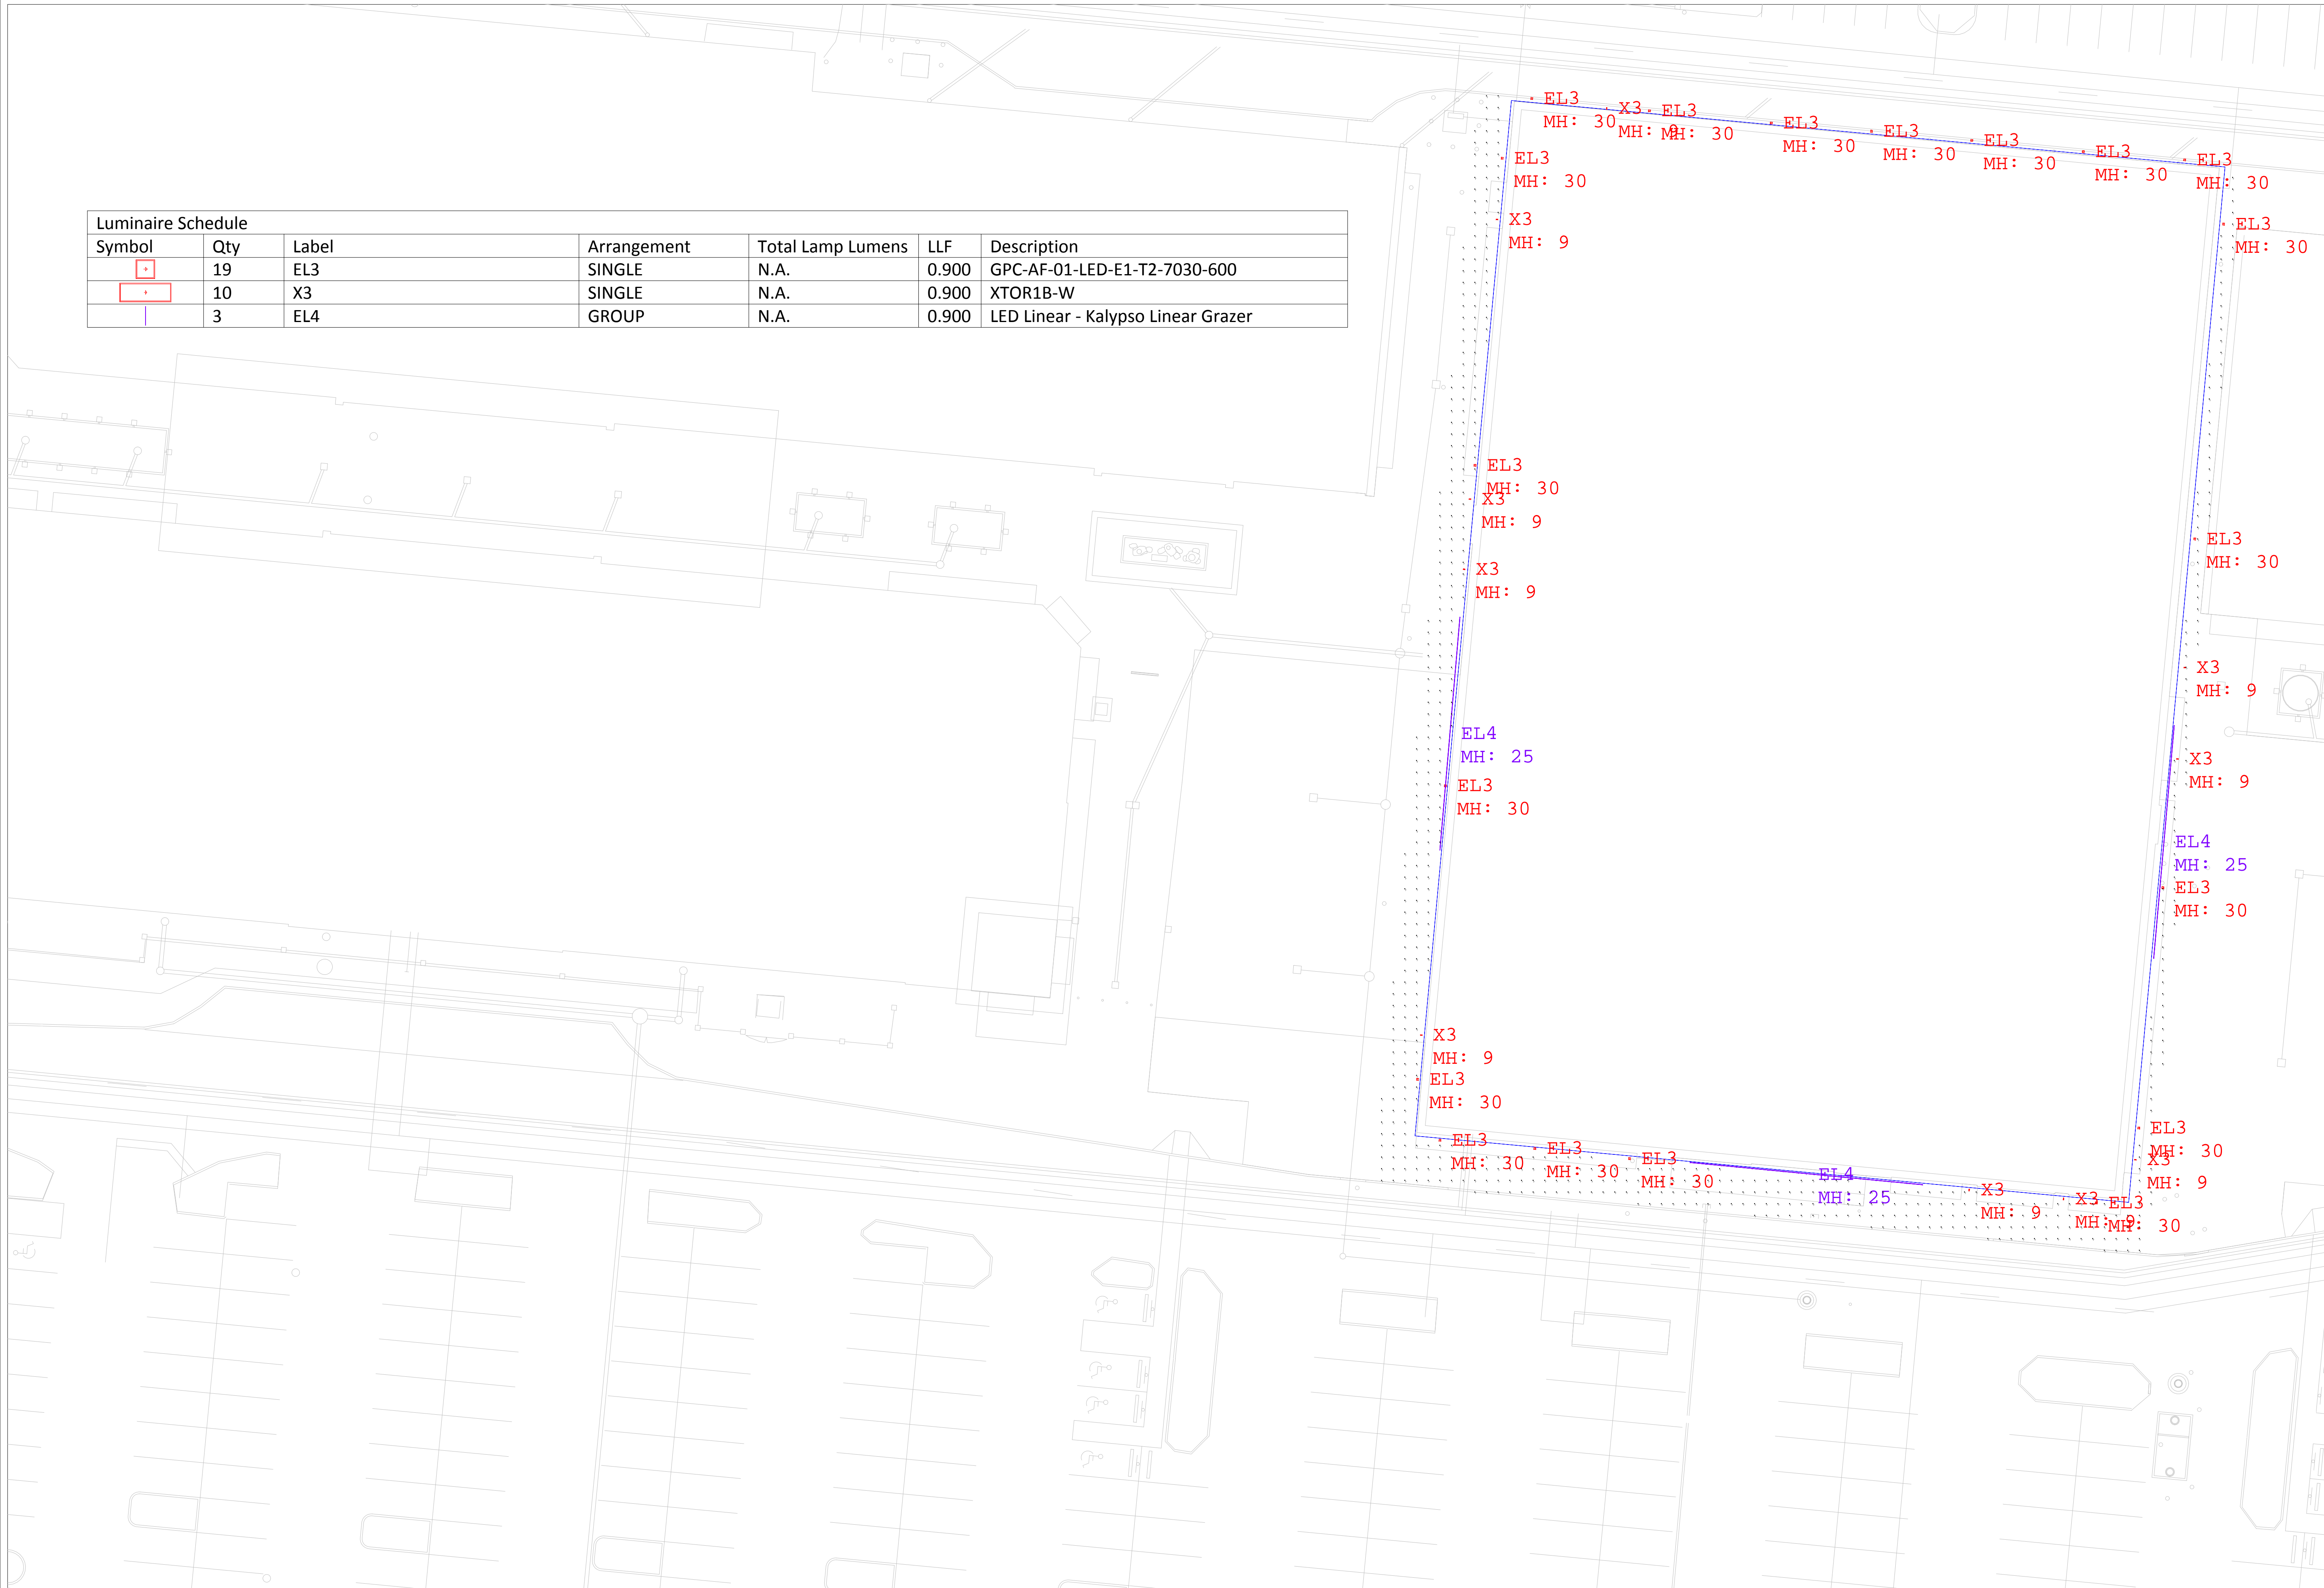 Luminaire Schedule
Symbol Qty Label Arrangement Total Lamp Lumens LLF Description
19 EL3 SINGLE N.A. 0.900 GPC-AF-01-LED-E1-T2-7030-600
10 X3 SINGLE N.A. 0.900 XTOR1B-W
3 EL4 GROUP N.A. 0.900 LED Linear - Kalypso Linear Grazer
EL3
MH: 30
X3
MH: 9
EL3
MH: 30
EL3
MH: 30
EL3
MH: 30
EL3
MH: 30
EL3
MH: 30
EL3
MH: 30
EL3
MH: 30
X3
MH: 9
EL3
MH: 30
EL3
MH: 30
X3
MH: 9
EL3
MH: 30
X3
MH: 9
X3
MH: 9
EL4
MH: 25
X3
MH: 9
EL3
MH: 30
EL4
MH: 25
EL3
MH: 30
X3
MH: 9
EL3
MH: 30
EL3
MH: 30
X3
MH: 9
EL3
MH: 30
EL3
MH: 30
EL3
MH: 30
EL4
MH: 25
X3
MH: 9
X3
MH: 9
EL3
MH: 30